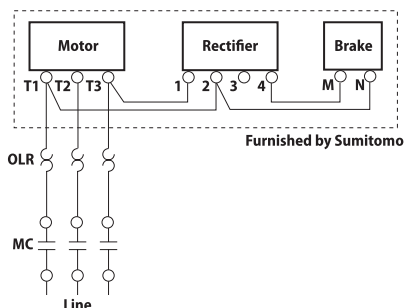 Motor Rectifier Brake
T1 T2 T3 1 2 3 4 M N
Furnished by Sumitomo
OLR
MC
Line